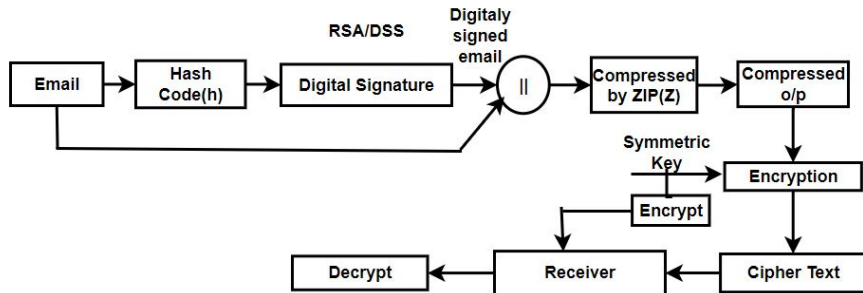 RSA/DSS
Digitaly
signed
email
Email
Hash
Code(h)
Digital Signature
||
Compressed
by ZIP(Z)
Compressed
o/p
Symmetric
Key
Encryption
Encrypt
Decrypt
Receiver
Cipher Text